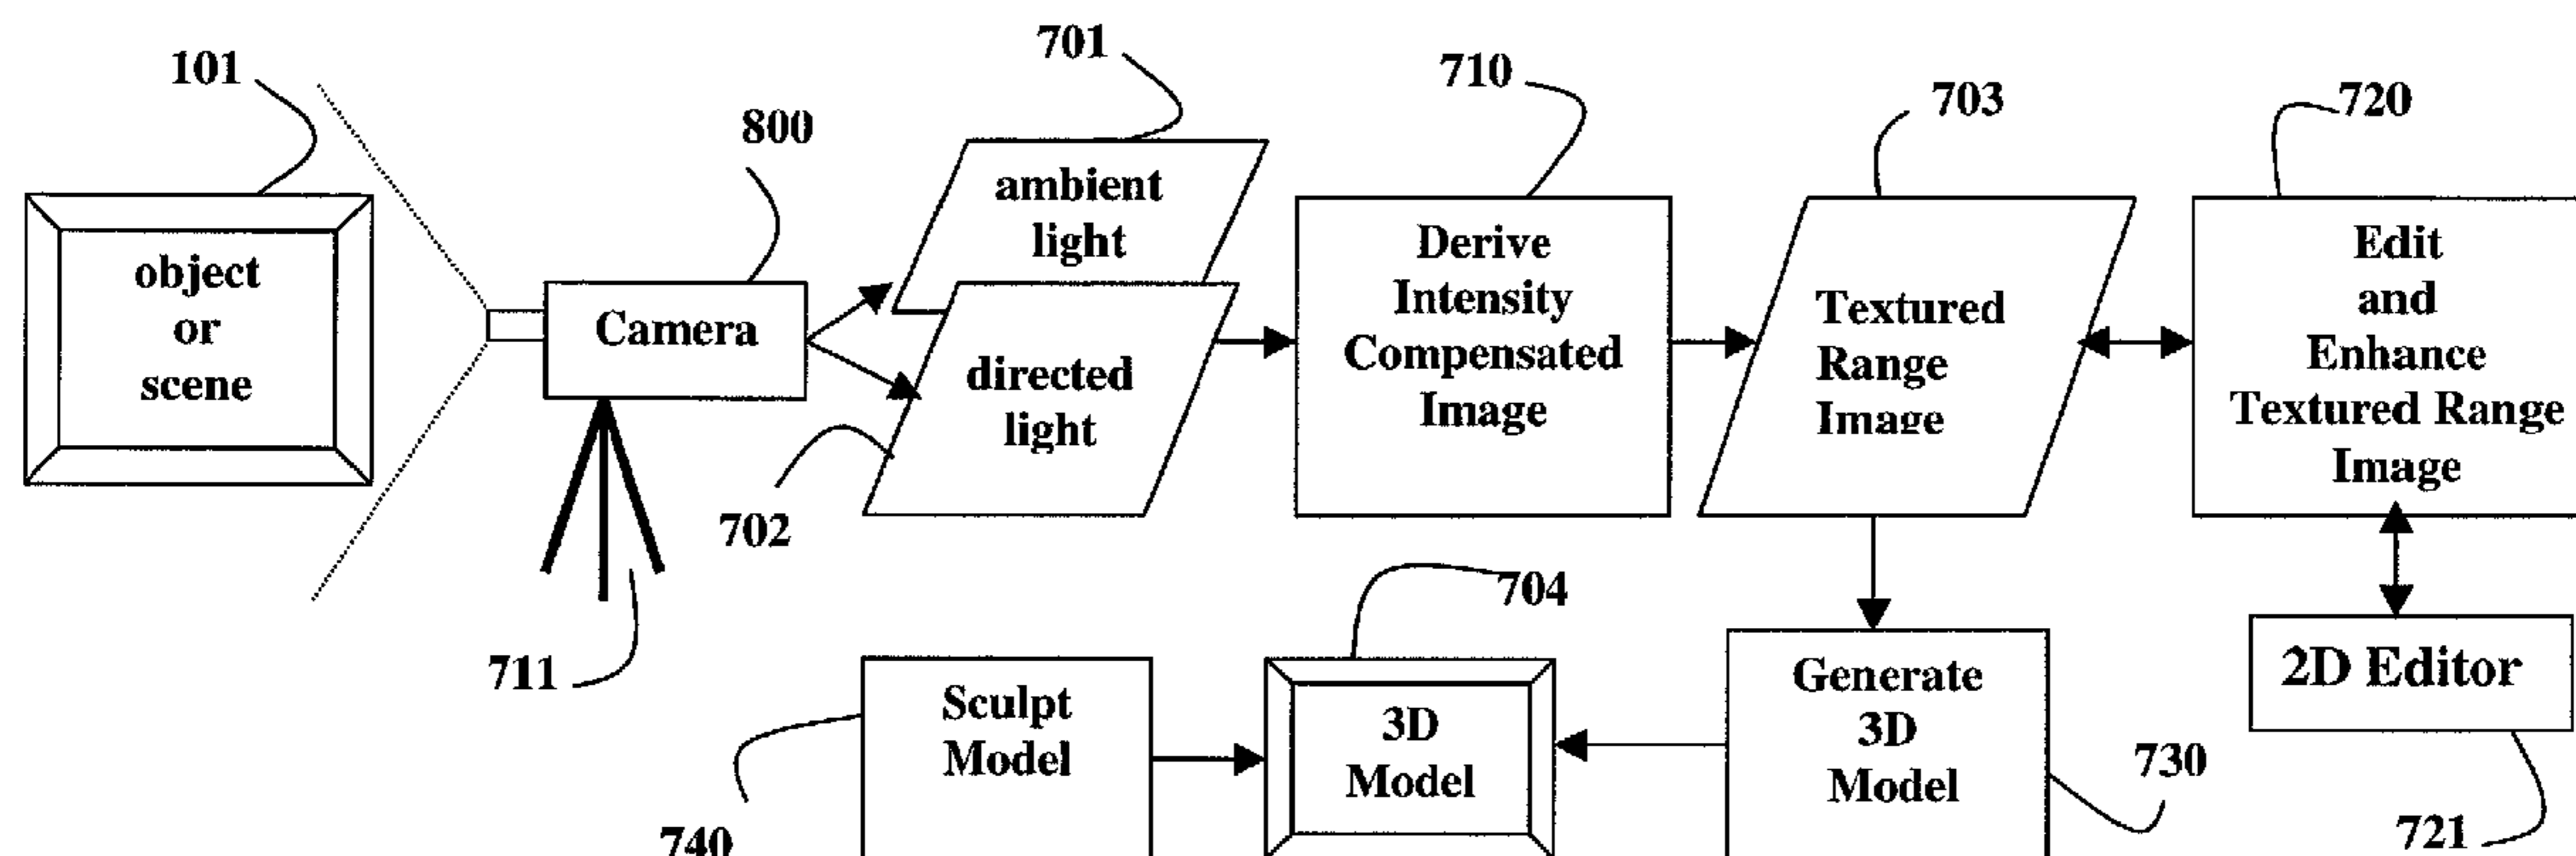 101
object
or
scene
800
Camera
711
701
ambient
light
702
directed
light
710
Derive
Intensity
Compensated
Image
703
Textured
Range
Image
720
Edit
and
Enhance
Textured Range
Image
2D Editor
721
730
Generate
3D
Model
704
3D
Model
Sculpt
Model
740